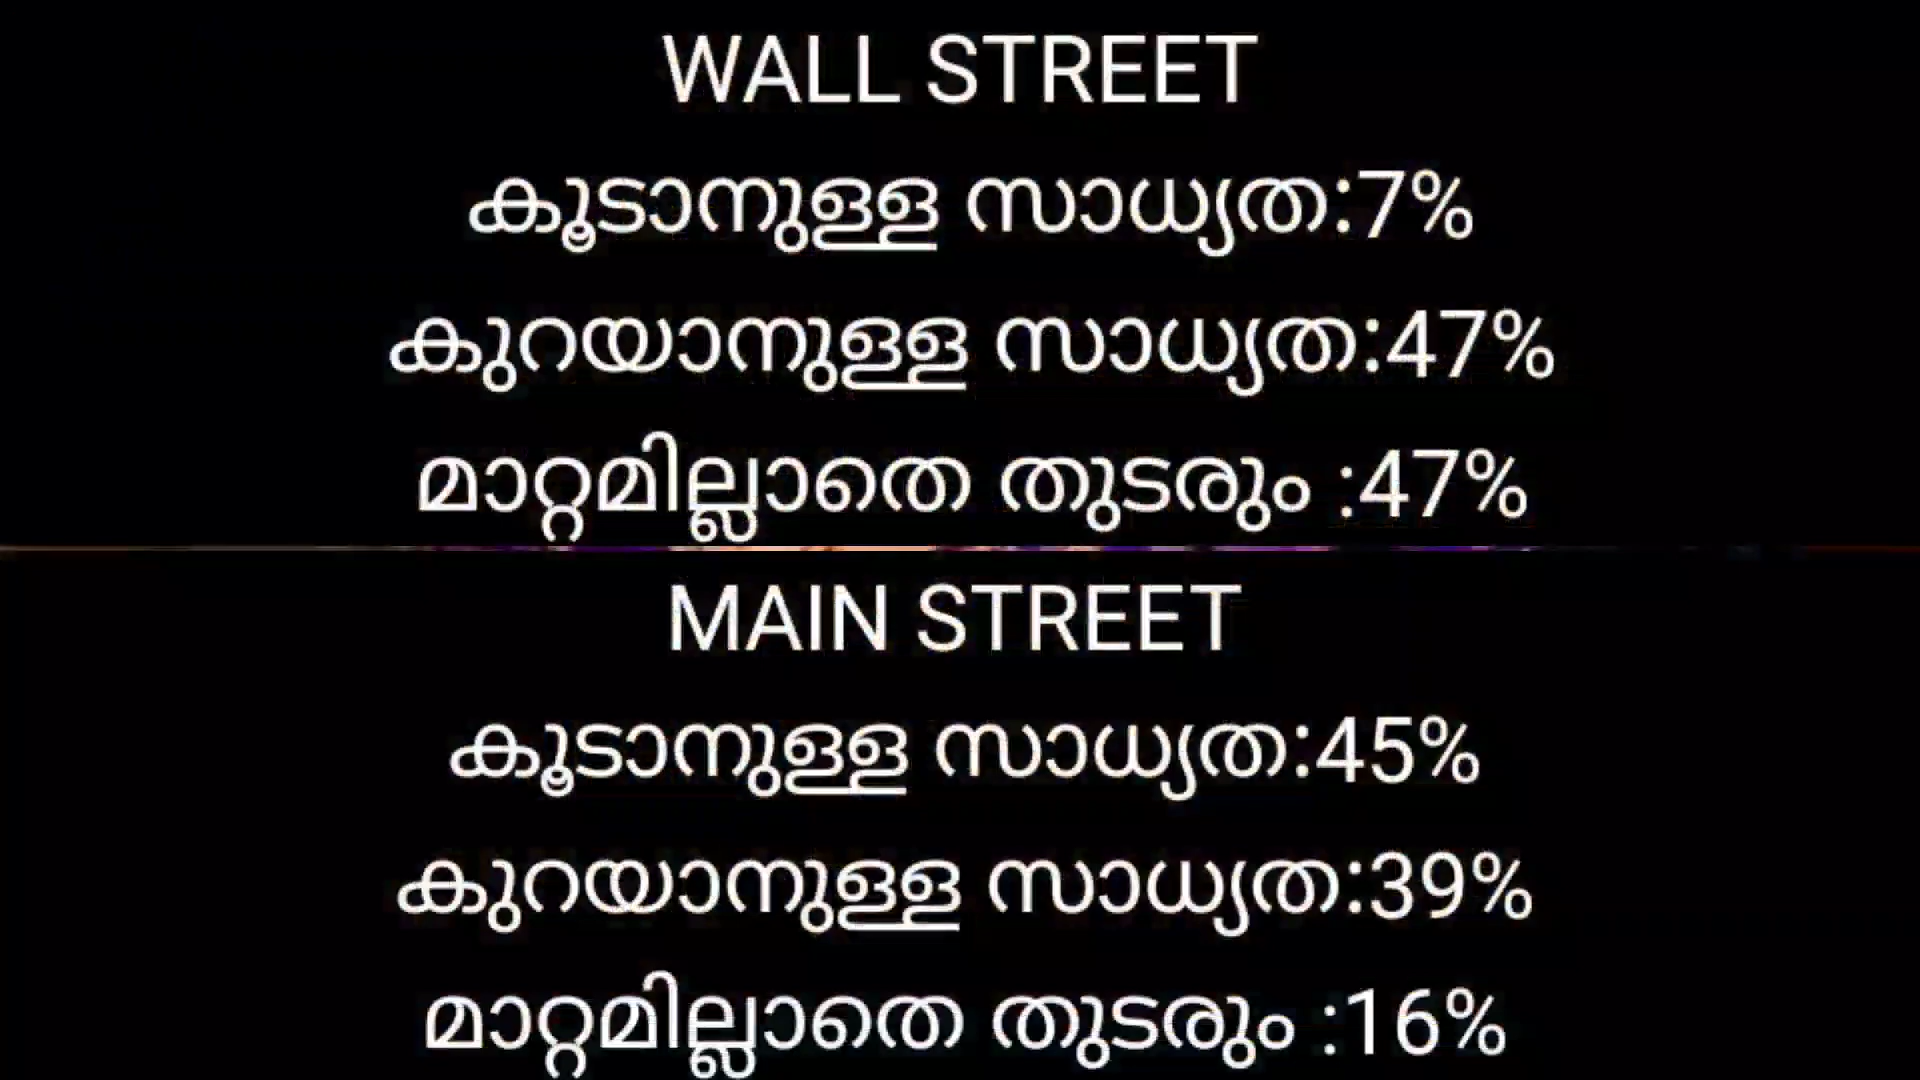 WALL STREET
കൂടാനുള്ള സാധ്യത:7%
കുറയാനുള്ള സാധ്യത:47%
മാറ്റമില്ലാതെ തുടരും :47%
MAIN STREET
കൂടാനുള്ള സാധ്യത:45%
കുറയാനുള്ള സാധ്യത:39%
മാറ്റമില്ലാതെ തുടരും :16%